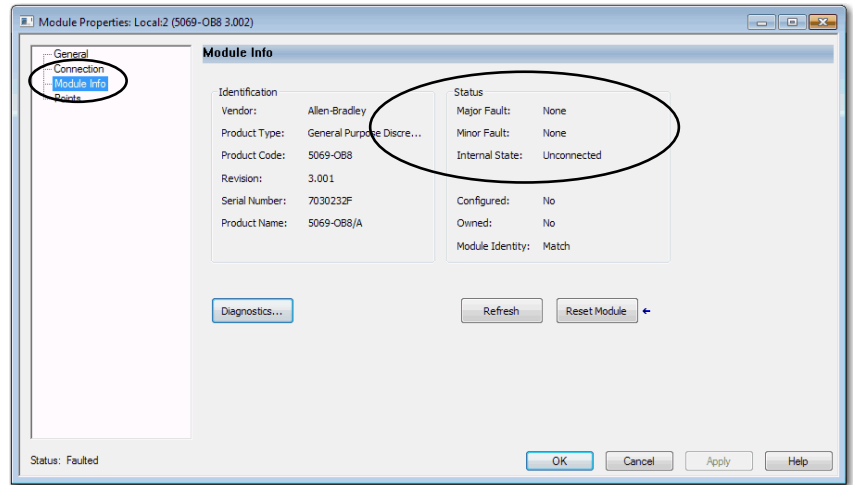 Module Properties: Local:2 (5069-OB8 3.002)
General
Connection
Module Info
Points
Module Info
Identification
Vendor: Allen-Bradley
Product Type: General Purpose Discre...
Product Code: 5069-OB8
Revision: 3.001
Serial Number: 7030232F
Product Name: 5069-OB8/A
Status
Major Fault: None
Minor Fault: None
Internal State: Unconnected
Configured: No
Owned: No
Module Identity: Match
Diagnostics...
Refresh
Reset Module
Status: Faulted
OK
Cancel
Apply
Help